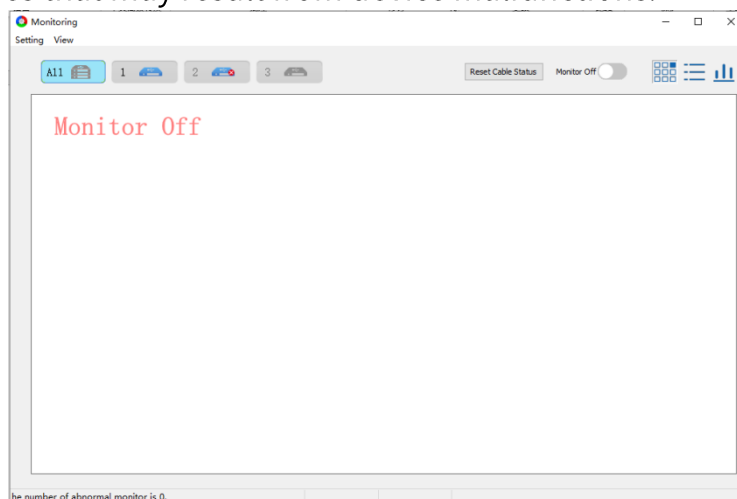 Monitoring
Setting View
All 1 2 3 Reset Cable Status Monitor Off
Monitor Off
he number of abnormal monitor is 0.